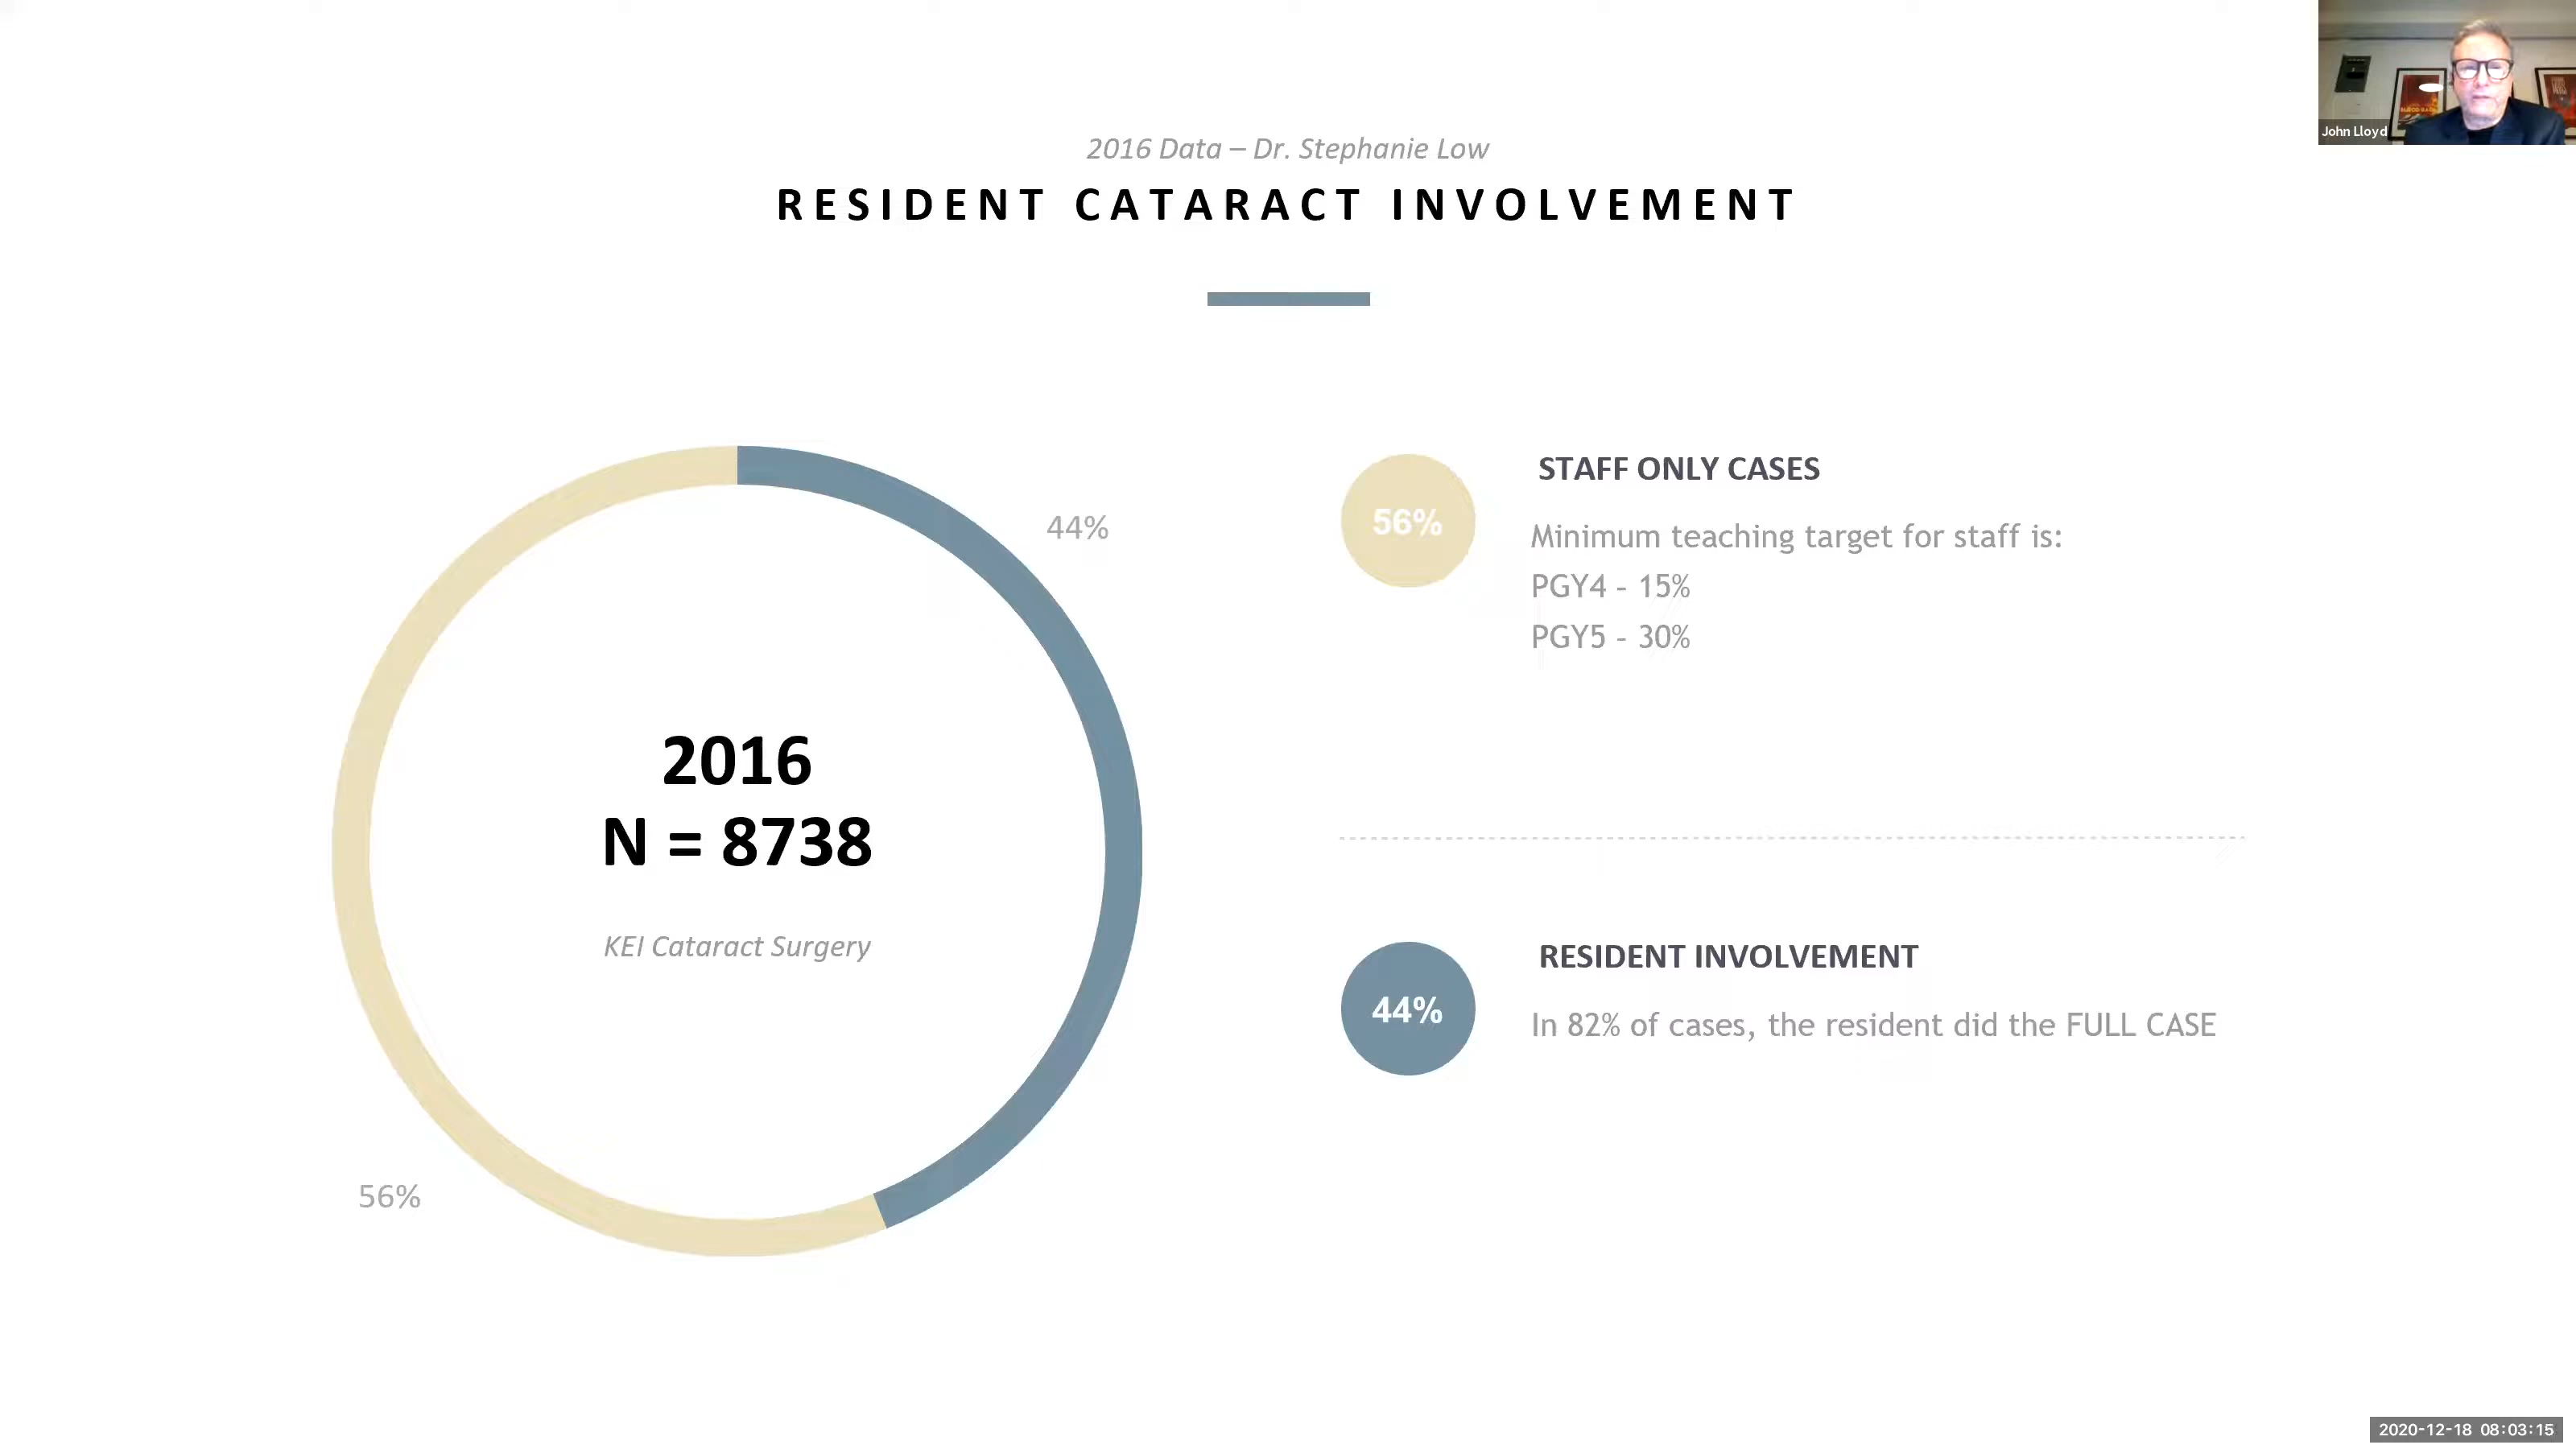 John Lloyd
2016 Data – Dr. Stephanie Low
RESIDENT CATARACT INVOLVEMENT
44%
56%
2016
N = 8738
KEI Cataract Surgery
56%
STAFF ONLY CASES
Minimum teaching target for staff is:
PGY4 - 15%
PGY5 - 30%
44%
RESIDENT INVOLVEMENT
In 82% of cases, the resident did the FULL CASE
2020-12-18 08:03:15